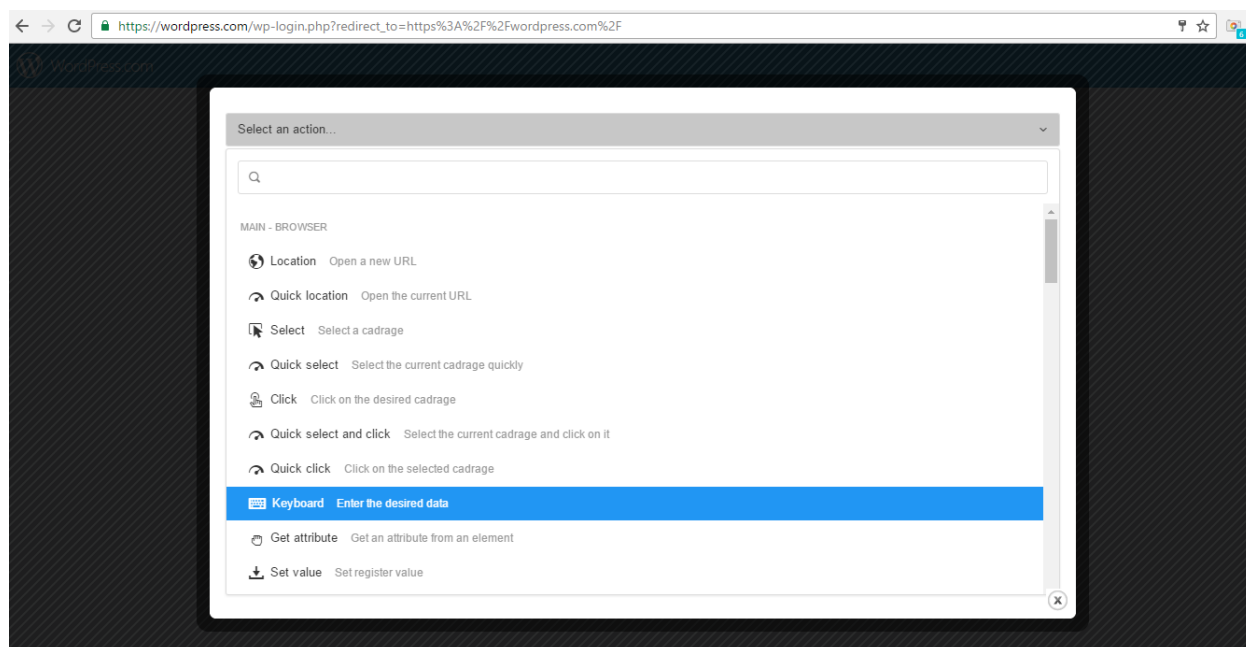 https://wordpress.com/wp-login.php?redirect_to=https%3A%2F%2Fwordpress.com%2F
6
WordPress.com
Select an action...
MAIN - BROWSER
Location Open a new URL
Quick location Open the current URL
Select Select a cadrage
Quick select Select the current cadrage quickly
Click Click on the desired cadrage
Quick select and click Select the current cadrage and click on it
Quick click Click on the selected cadrage
Keyboard Enter the desired data
Get attribute Get an attribute from an element
Set value Set register value
x